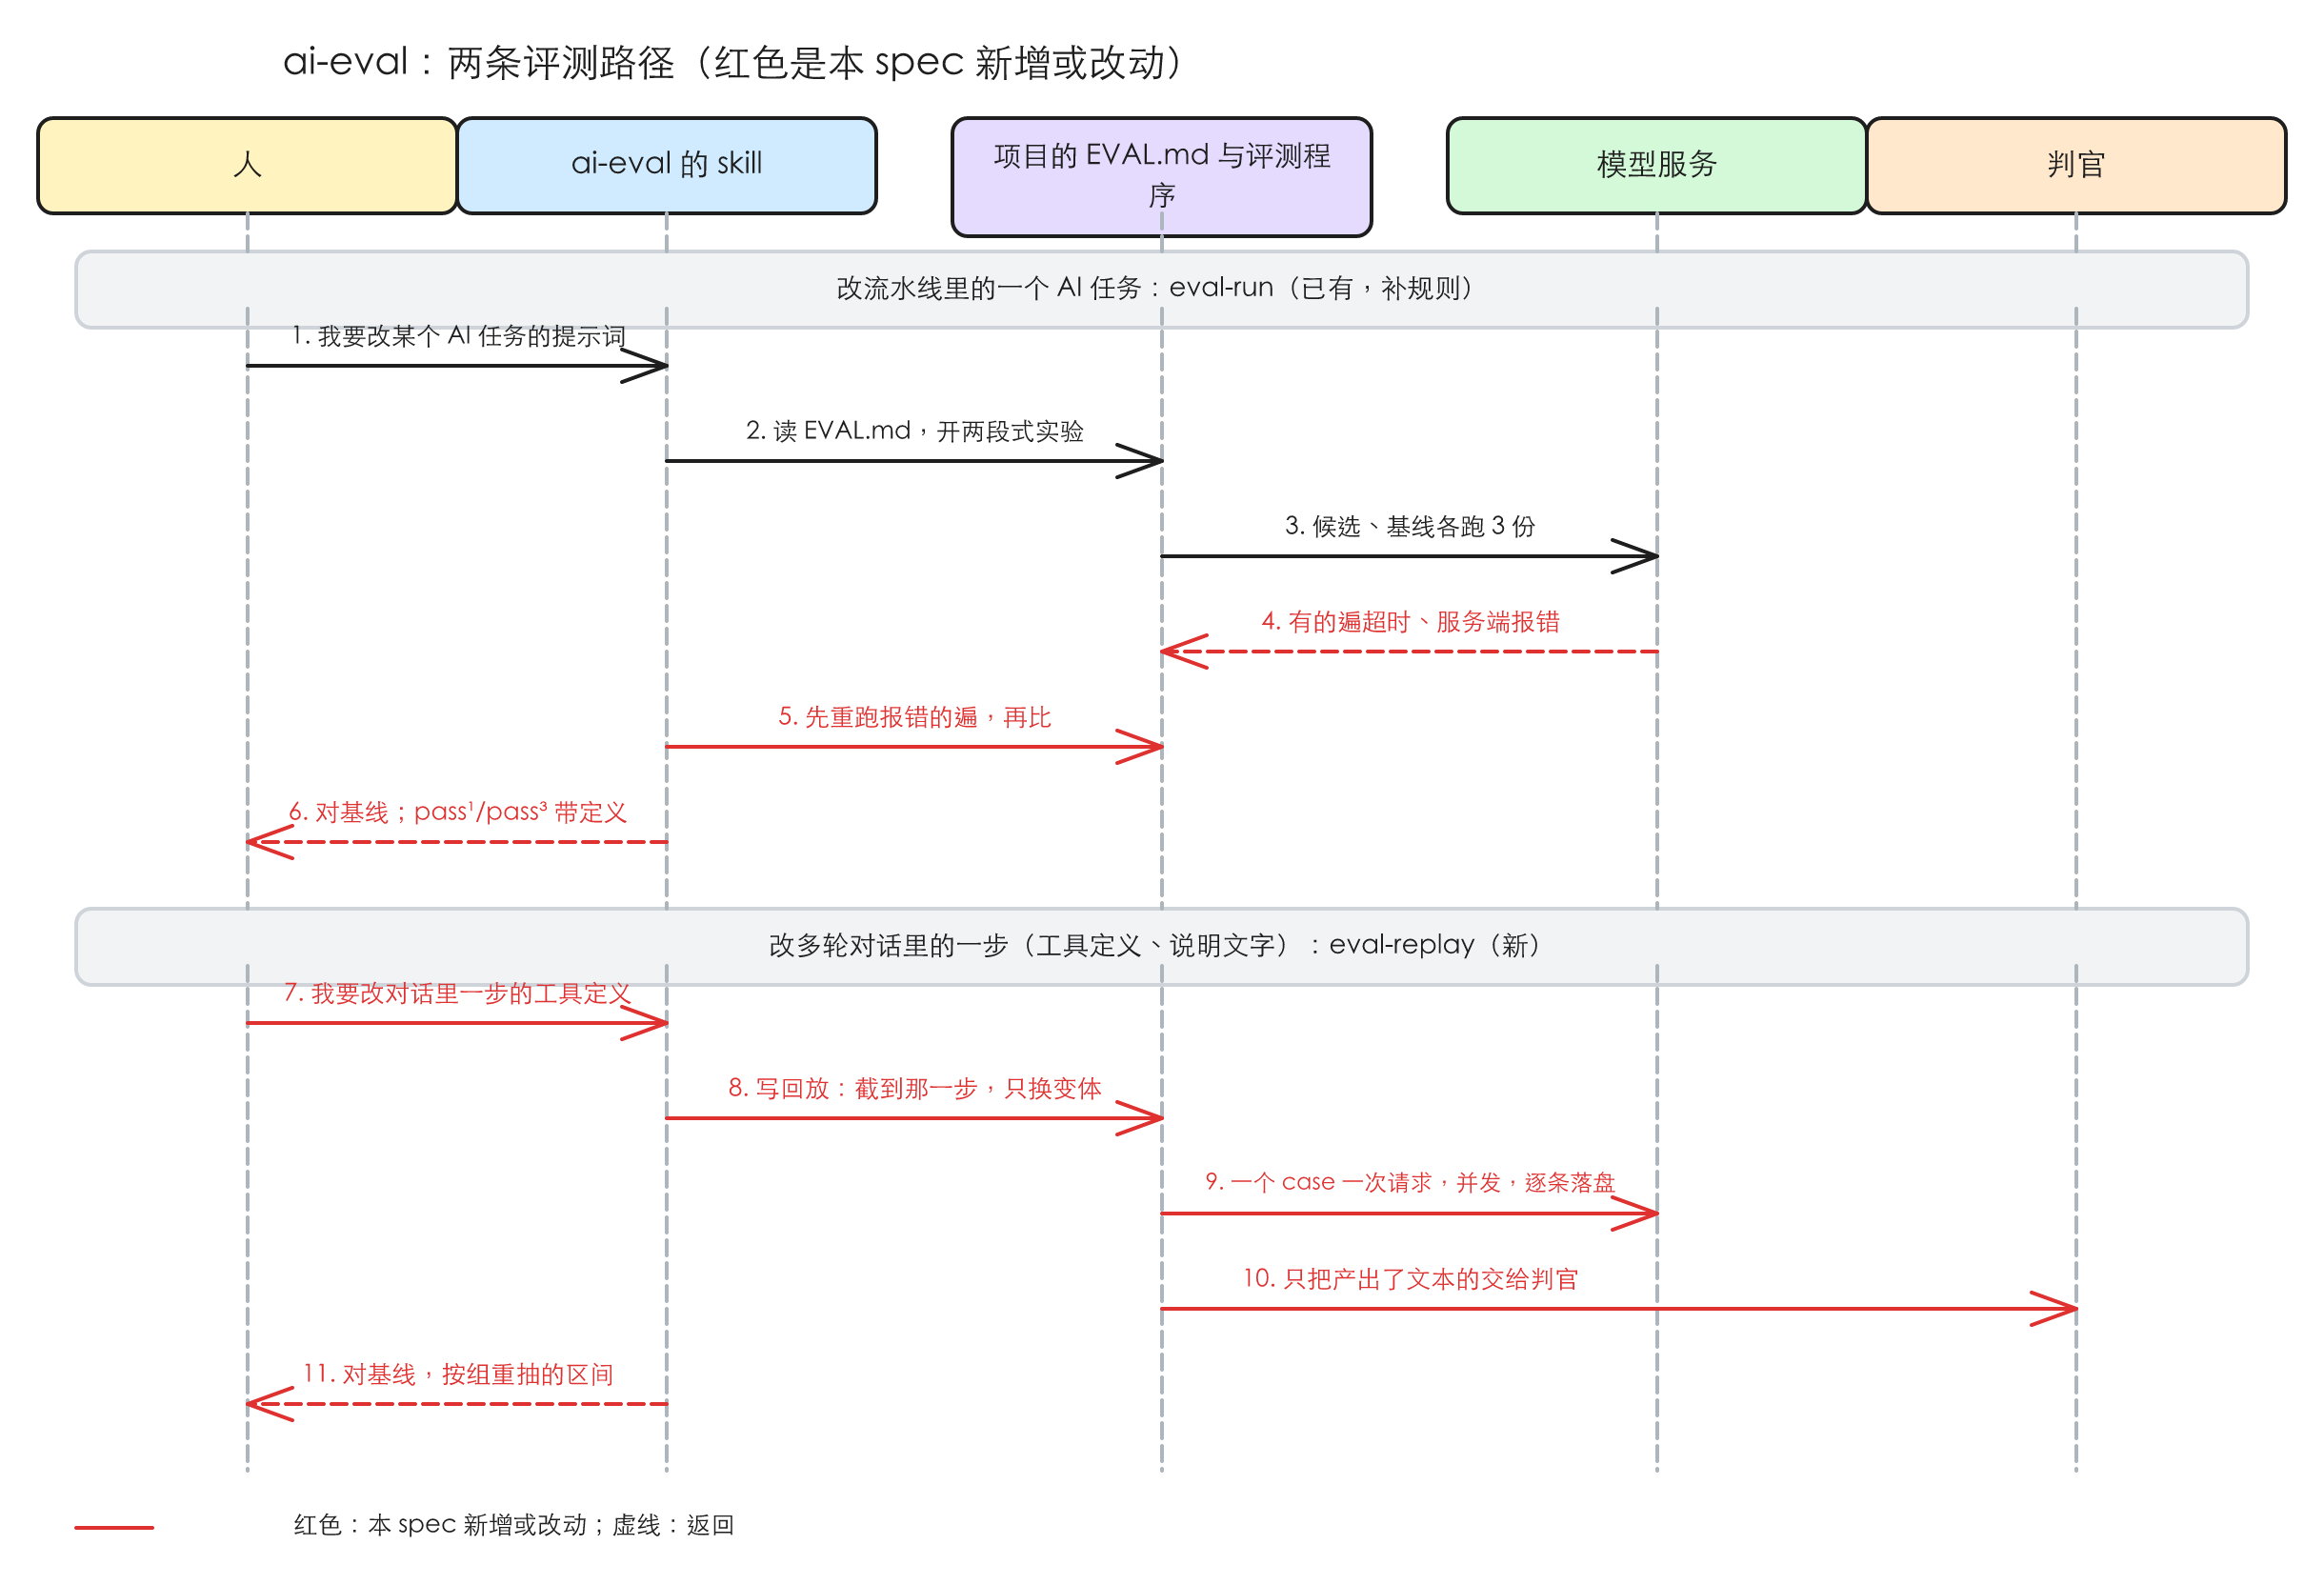 ai-eval：两条评测路径（红色是本 spec 新增或改动）
人
ai-eval 的 skill
项目的 EVAL.md 与评测程
序
模型服务
判官
改流水线里的一个 AI 任务：eval-run（已有，补规则）
1. 我要改某个 AI 任务的提示词
2. 读 EVAL.md，开两段式实验
3. 候选、基线各跑 3 份
4. 有的遍超时、服务端报错
5. 先重跑报错的遍，再比
6. 对基线；pass¹/pass³ 带定义
改多轮对话里的一步（工具定义、说明文字）：eval-replay（新）
7. 我要改对话里一步的工具定义
8. 写回放：截到那一步，只换变体
9. 一个 case 一次请求，并发，逐条落盘
10. 只把产出了文本的交给判官
11. 对基线，按组重抽的区间
红色：本 spec 新增或改动；虚线：返回